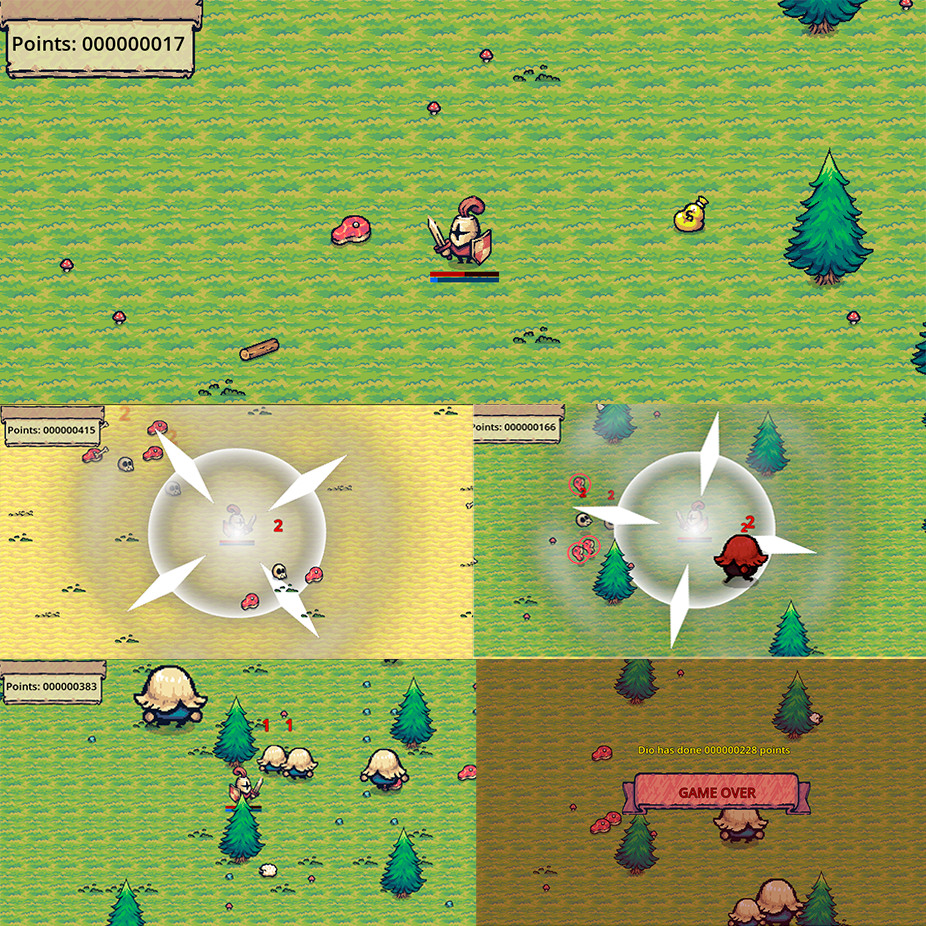 Points: 000000017
$
2
Points: 000000415
2
Points: 000000166
2
2
2
2
Points: 000000383
1 1
Dio has done 000000228 points
GAME OVER